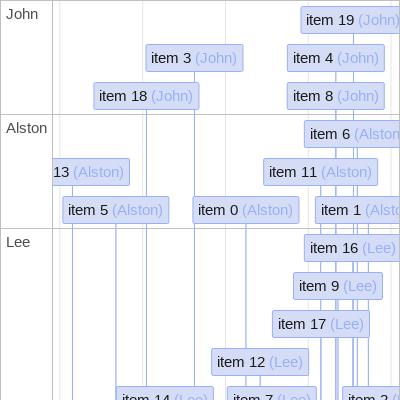 John
item 19 (John)
item 3 (John)
item 4 (John)
item 18 (John)
item 8 (John)
Alston
item 6 (Alston
13 (Alston)
item 11 (Alston)
item 5 (Alston)
item 0 (Alston)
item 1 (Alsto
Lee
item 16 (Lee)
item 9 (Lee)
item 17 (Lee)
item 12 (Lee)
item 14 (Lee)
item 7 (Lee)
item 2